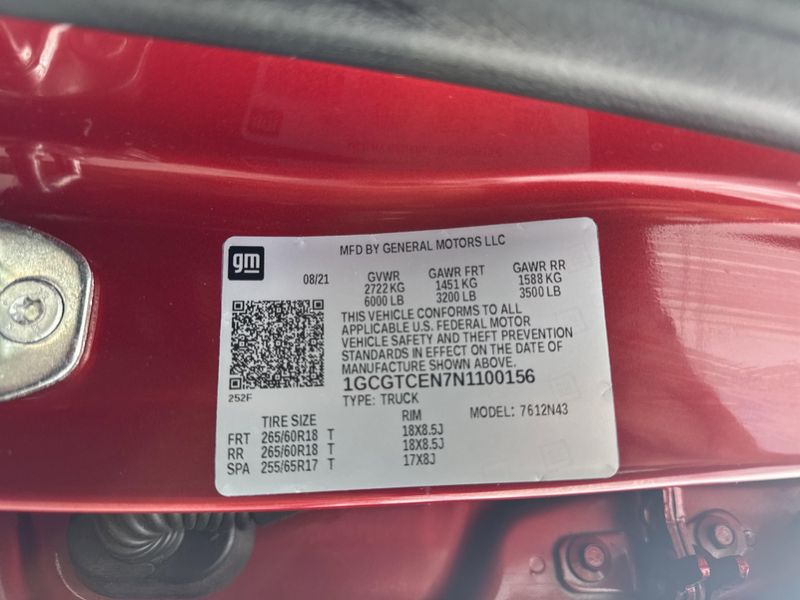 gm
MFD BY GENERAL MOTORS LLC
08/21 GVWR GAWR FRT GAWR RR
2722 KG 1451 KG 1588 KG
6000 LB 3200 LB 3500 LB
THIS VEHICLE CONFORMS TO ALL
APPLICABLE U.S. FEDERAL MOTOR
VEHICLE SAFETY AND THEFT PREVENTION
STANDARDS IN EFFECT ON THE DATE OF
MANUFACTURE SHOWN ABOVE.
252F
1GCGTCEN7N1100156
TYPE: TRUCK
MODEL: 7612N43
TIRE SIZE RIM
FRT 265/60R18 T 18X8.5J
RR 265/60R18 T 18X8.5J
SPA 255/65R17 T 17X8J